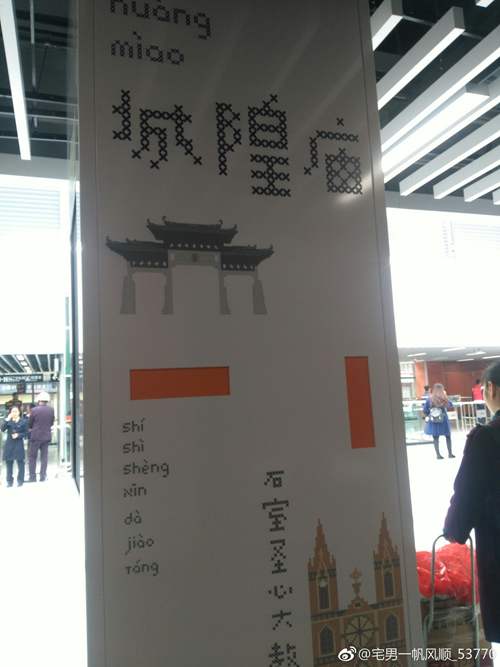 huáng
miào
城隍庙
shí
shì
shèng
xīn
dà
jiào
táng
石室圣心大教
@宅男一帆风顺_53770